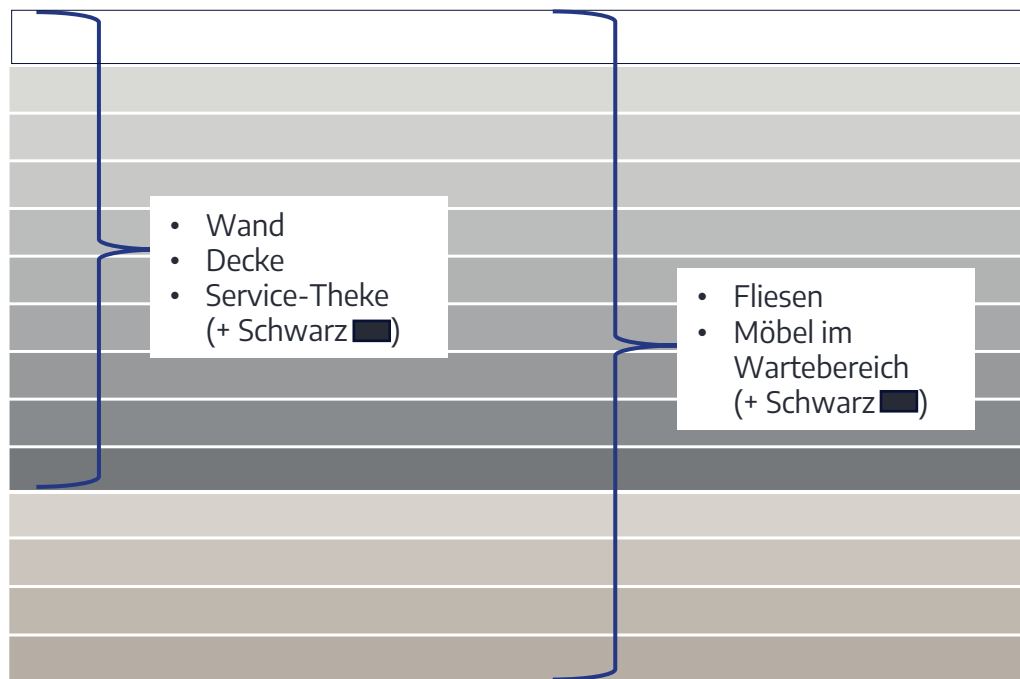 • Wand
• Decke
• Service-Theke
(+ Schwarz )
• Fliesen
• Möbel im
Wartebereich
(+ Schwarz )